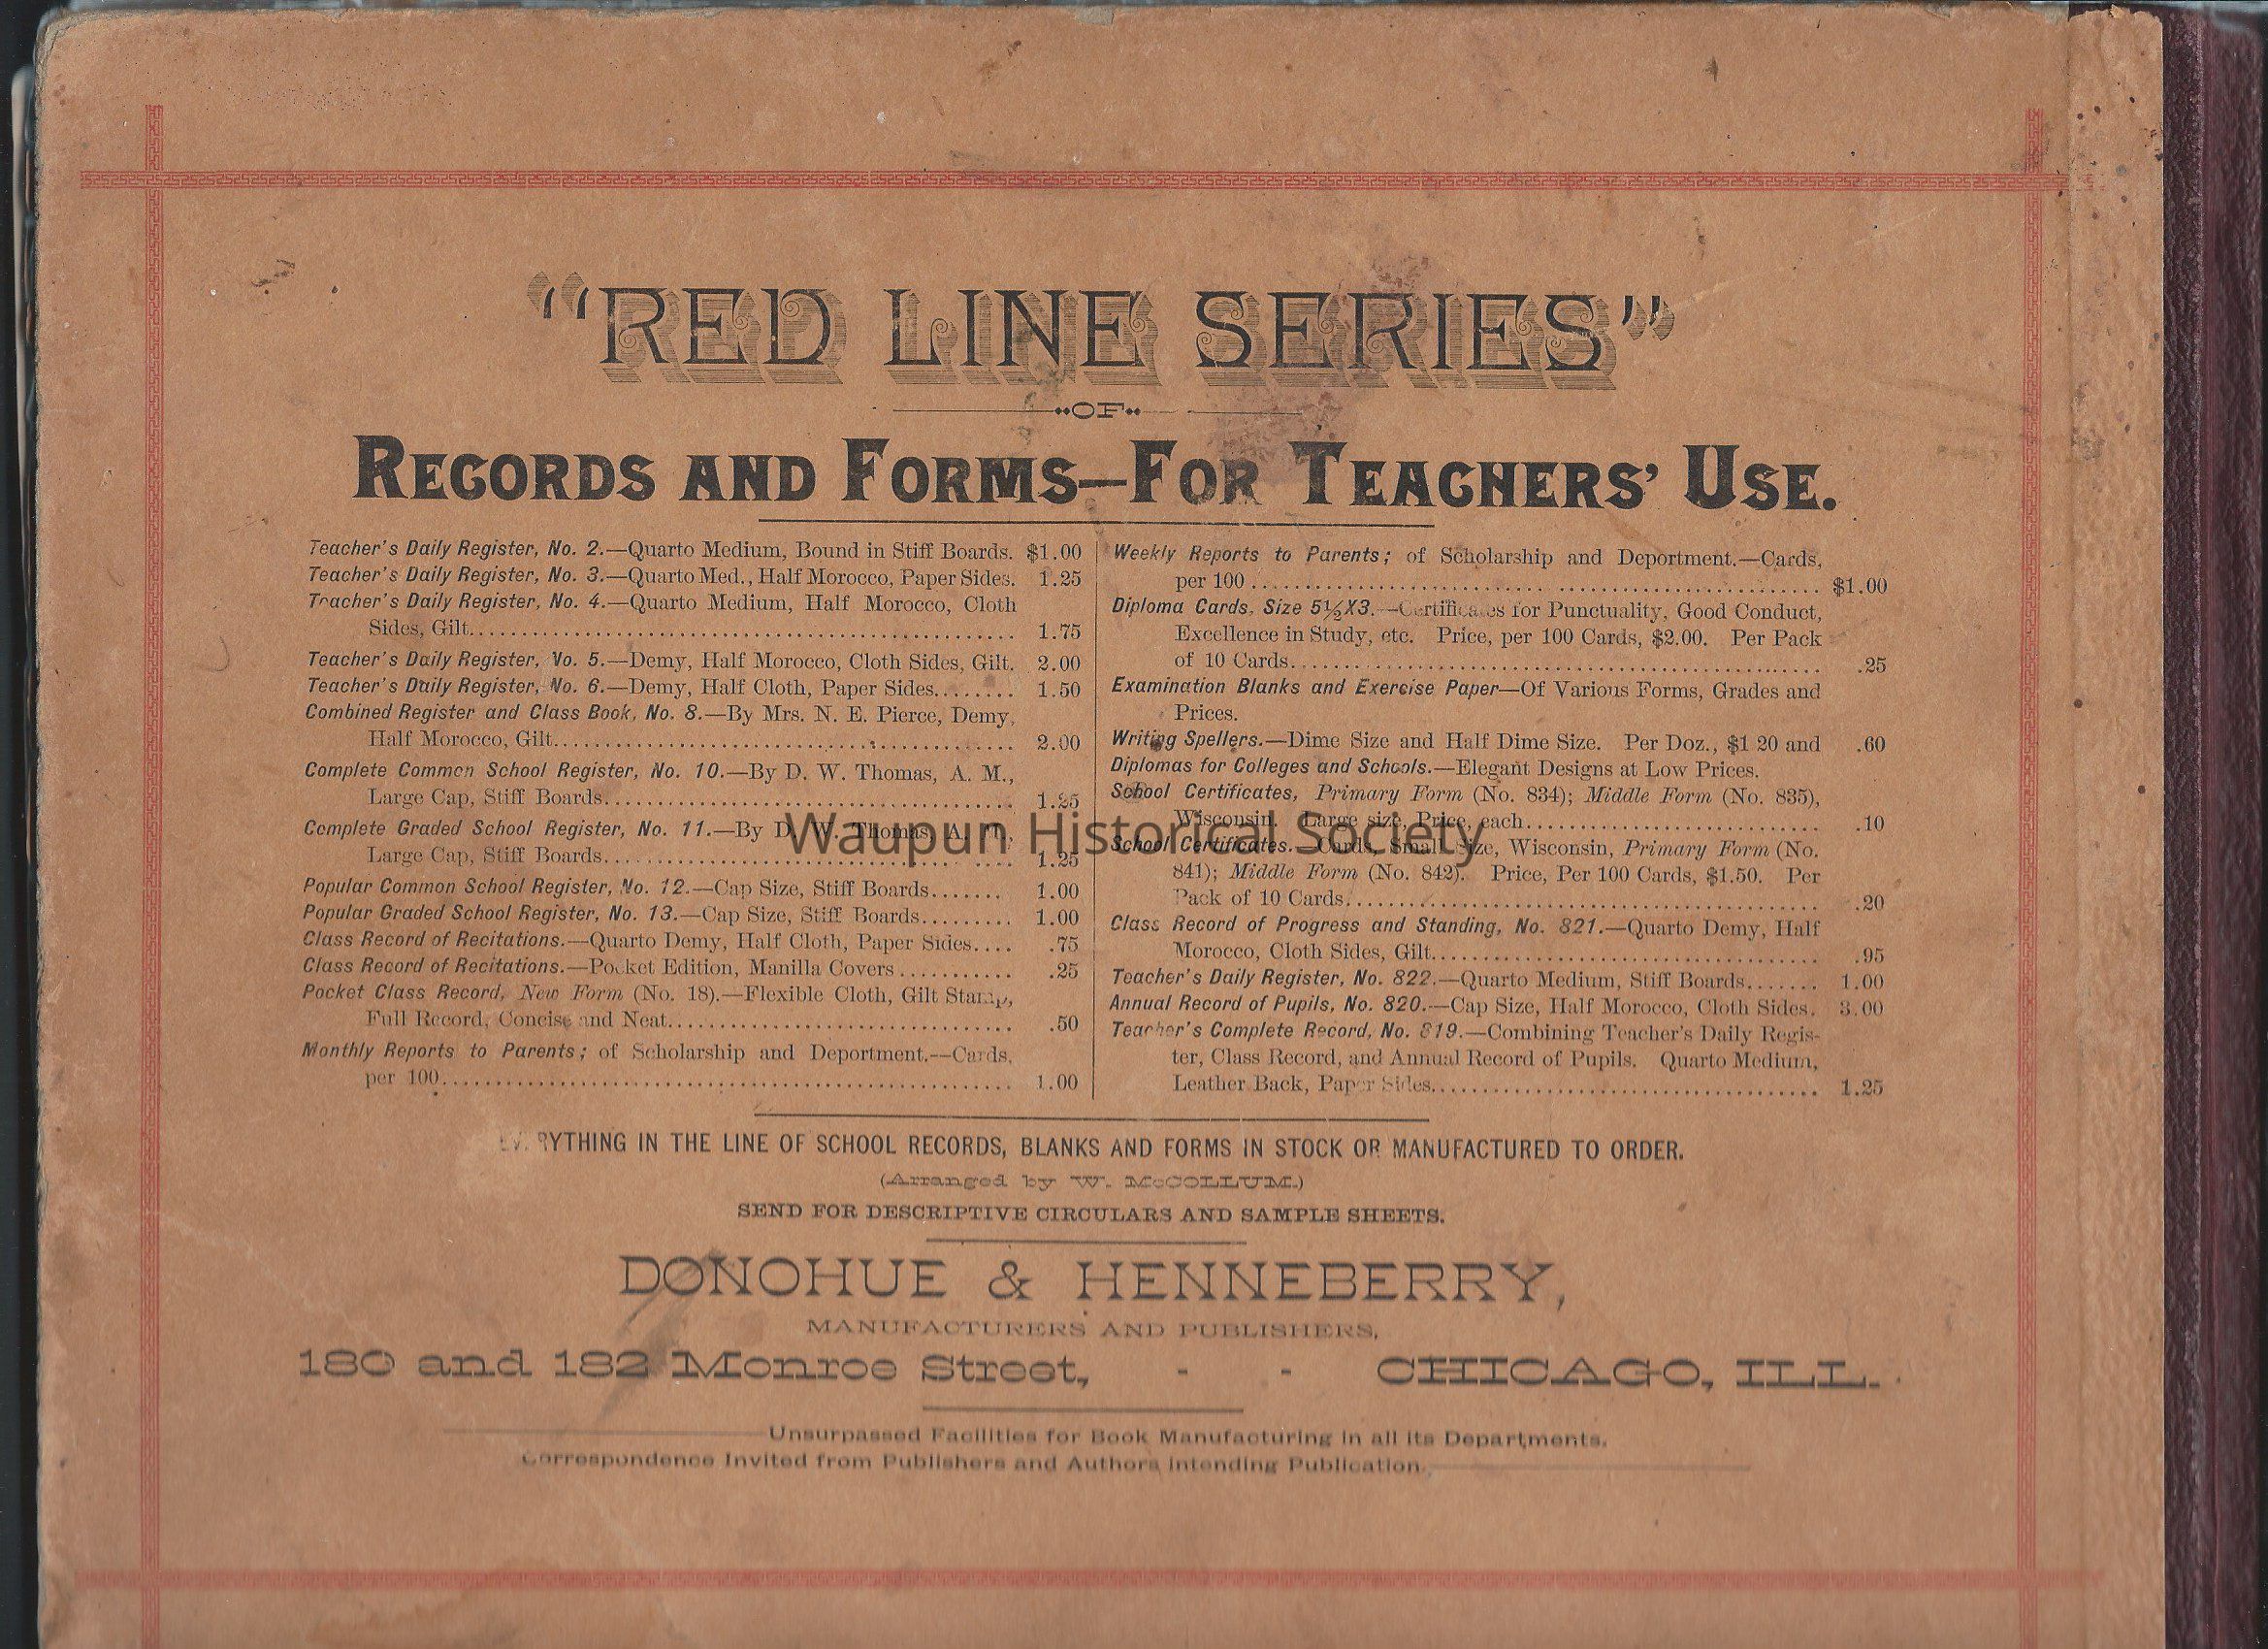 "RED LINE SERIES"
OF
RECORDS AND FORMS—FOR TEACHERS' USE.
Teacher's Daily Register, No. 2.—Quarto Medium, Bound in Stiff Boards. $1.00
Teacher's Daily Register, No. 3.—Quarto Med., Half Morocco, Paper Sides. 1.25
Teacher's Daily Register, No. 4.—Quarto Medium, Half Morocco, Cloth
Sides, Gilt. 1.75
Teacher's Daily Register, No. 5.—Demy, Half Morocco, Cloth Sides, Gilt. 2.00
Teacher's Daily Register, No. 6.—Demy, Half Cloth, Paper Sides. 1.50
Combined Register and Class Book, No. 8.—By Mrs. N. E. Pierce, Demy,
Half Morocco, Gilt. 2.00
Complete Common School Register, No. 10.—By D. W. Thomas, A. M.,
Large Cap, Stiff Boards. 1.25
Complete Graded School Register, No. 11.—By D. W. Thomas, A. M.,
Large Cap, Stiff Boards. 1.25
Popular Common School Register, No. 12.—Cap Size, Stiff Boards. 1.00
Popular Graded School Register, No. 13.—Cap Size, Stiff Boards. 1.00
Class Record of Recitations.—Quarto Demy, Half Cloth, Paper Sides. .75
Class Record of Recitations.—Pocket Edition, Manilla Covers .25
Pocket Class Record, New Form (No. 18).—Flexible Cloth, Gilt Stamp,
Full Record, Concise and Neat. .50
Monthly Reports to Parents; of Scholarship and Deportment.--Cards,
per 100. 1.00
Weekly Reports to Parents; of Scholarship and Deportment.—Cards,
per 100 $1.00
Diploma Cards, Size 5½X3.—Certificates for Punctuality, Good Conduct,
Excellence in Study, etc. Price, per 100 Cards, $2.00. Per Pack
of 10 Cards. .25
Examination Blanks and Exercise Paper—Of Various Forms, Grades and
Prices.
Writing Spellers.—Dime Size and Half Dime Size. Per Doz., $1 20 and .60
Diplomas for Colleges and Schools.—Elegant Designs at Low Prices.
School Certificates, Primary Form (No. 834); Middle Form (No. 835),
Wisconsin. Large size, Price, each. .10
School Certificates. Cards, Small Size, Wisconsin, Primary Form (No.
841); Middle Form (No. 842). Price, Per 100 Cards, $1.50. Per
Pack of 10 Cards. .20
Class Record of Progress and Standing, No. 821.—Quarto Demy, Half
Morocco, Cloth Sides, Gilt. .95
Teacher's Daily Register, No. 822.—Quarto Medium, Stiff Boards. 1.00
Annual Record of Pupils, No. 820.—Cap Size, Half Morocco, Cloth Sides. 3.00
Teacher's Complete Record, No. 819.—Combining Teacher's Daily Regis-
ter, Class Record, and Annual Record of Pupils. Quarto Medium,
Leather Back, Paper Sides. 1.25
Waupun Historical Society
EVERYTHING IN THE LINE OF SCHOOL RECORDS, BLANKS AND FORMS IN STOCK OR MANUFACTURED TO ORDER.
(Arranged by W. McCOLLUM.)
SEND FOR DESCRIPTIVE CIRCULARS AND SAMPLE SHEETS.
DONOHUE & HENNEBERRY,
MANUFACTURERS AND PUBLISHERS,
180 and 182 Monroe Street, - - CHICAGO, ILL.
Unsurpassed Facilities for Book Manufacturing in all its Departments.
Correspondence Invited from Publishers and Authors intending Publication.